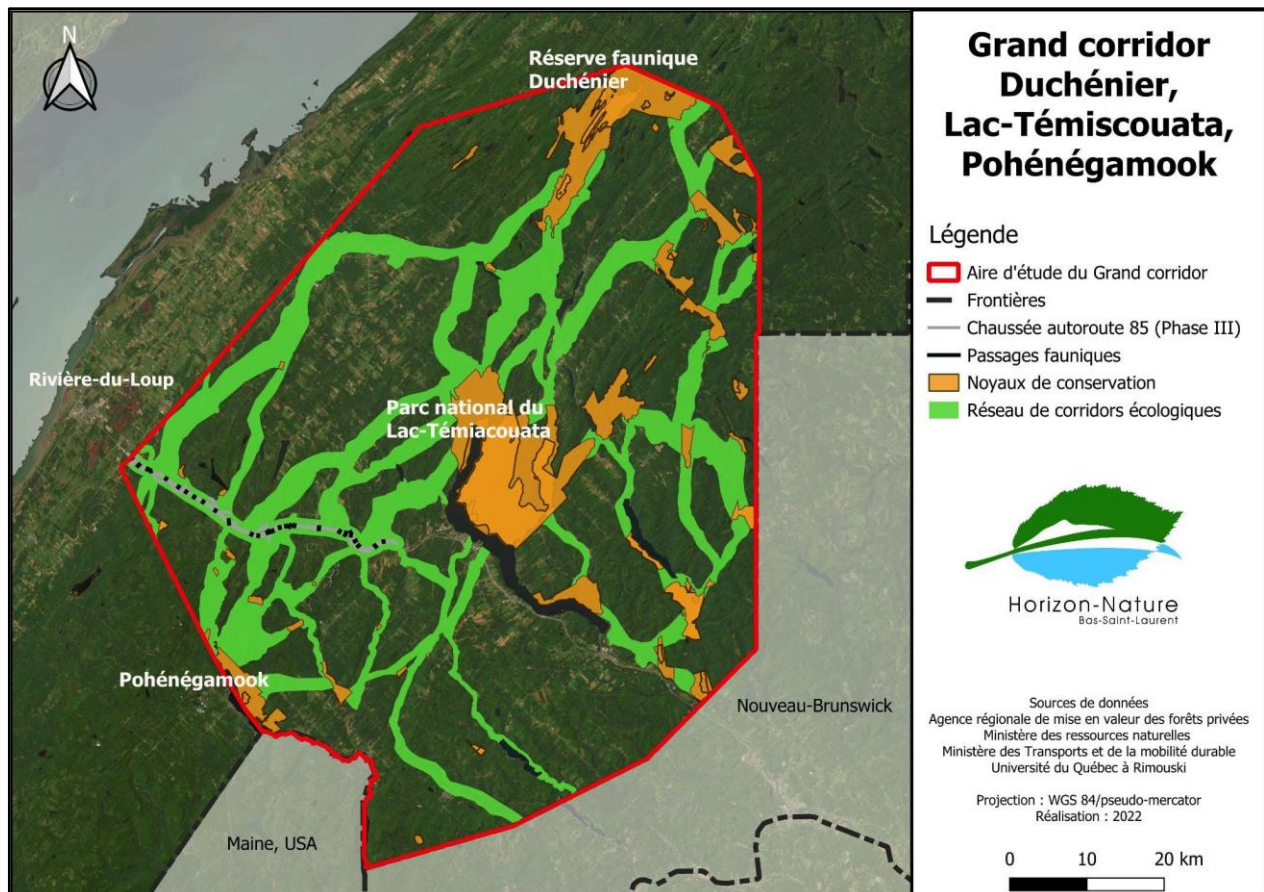 N
Réserve faunique
Duchénier
Rivière-du-Loup
Parc national du
Lac-Témiacouata
Pohénégamook
Nouveau-Brunswick
Maine, USA
Grand corridor
Duchénier,
Lac-Témiscouata,
Pohénégamook
Légende
Aire d'étude du Grand corridor
Frontières
Chaussée autoroute 85 (Phase III)
Passages fauniques
Noyaux de conservation
Réseau de corridors écologiques
Horizon-Nature
Bas-Saint-Laurent
Sources de données
Agence régionale de mise en valeur des forêts privées
Ministère des ressources naturelles
Ministère des Transports et de la mobilité durable
Université du Québec à Rimouski
Projection : WGS 84/pseudo-mercator
Réalisation : 2022
0 10 20 km